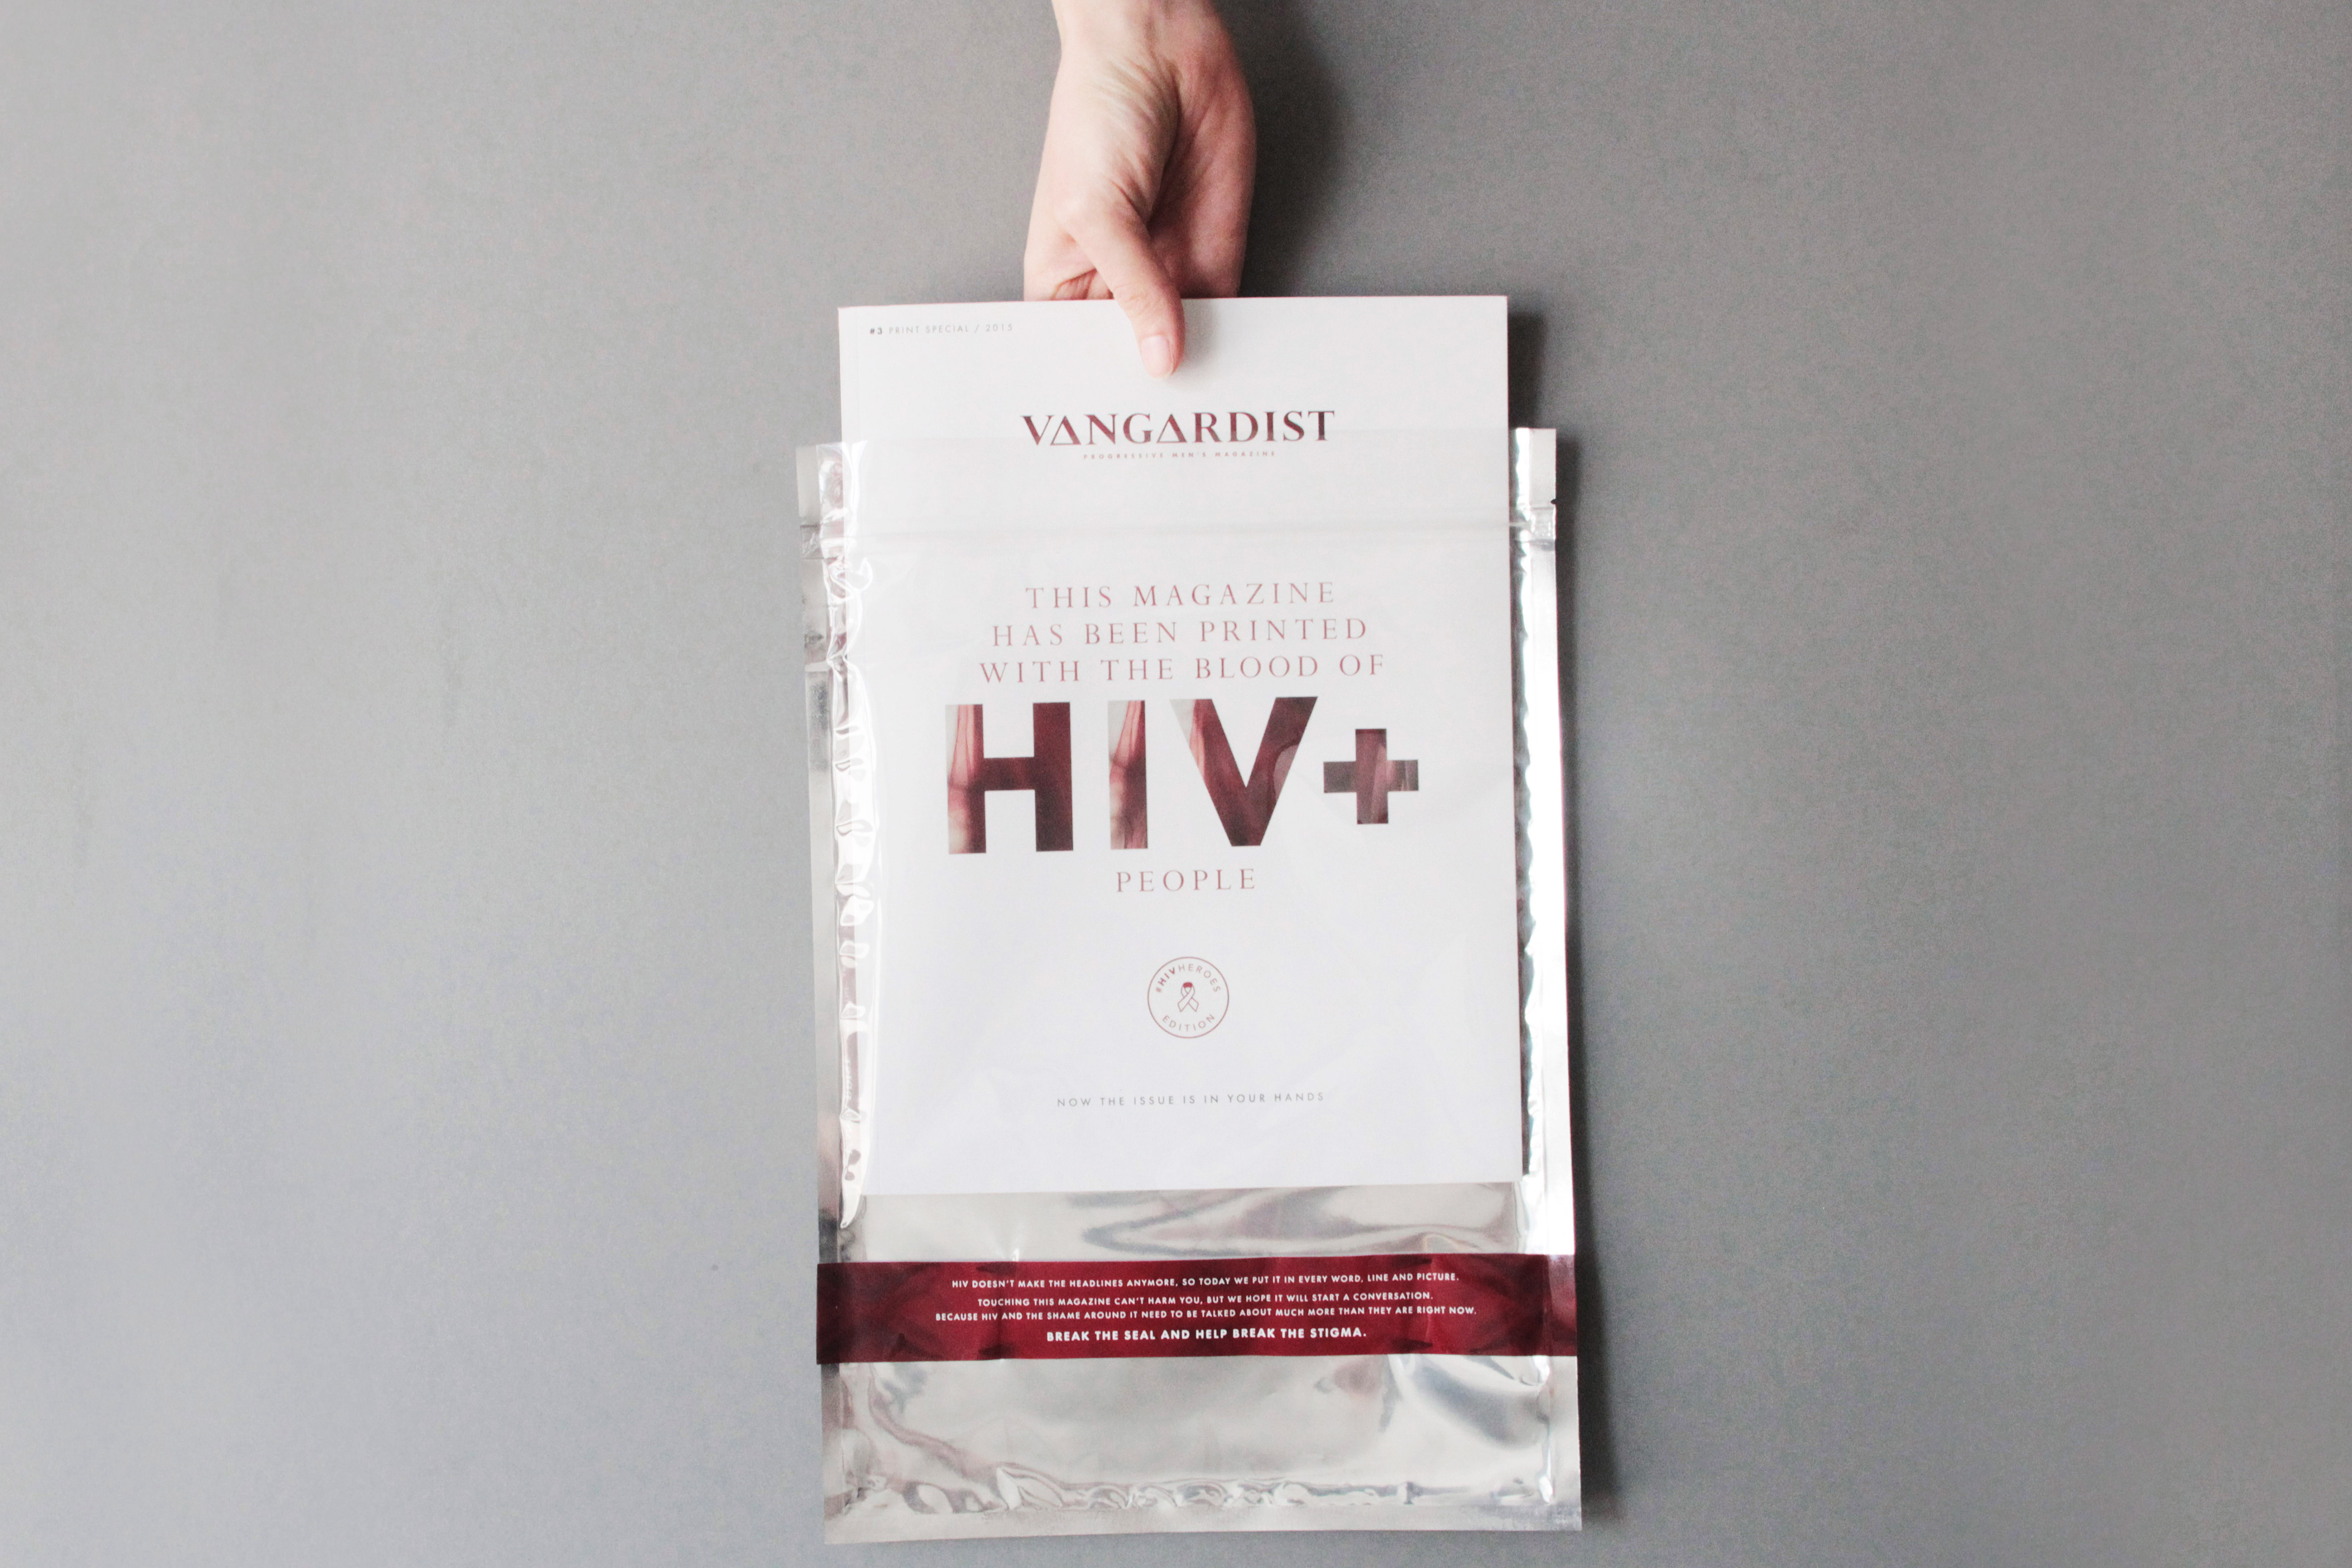 #3 PRINT SPECIAL / 2015
VANGARDIST
PROGRESSIVE MEN'S MAGAZINE
THIS MAGAZINE
HAS BEEN PRINTED
WITH THE BLOOD OF
HIV+
PEOPLE
#HIVHEROES
EDITION
NOW THE ISSUE IS IN YOUR HANDS
HIV DOESN'T MAKE THE HEADLINES ANYMORE, SO TODAY WE PUT IT IN EVERY WORD, LINE AND PICTURE.
TOUCHING THIS MAGAZINE CAN'T HARM YOU, BUT WE HOPE IT WILL START A CONVERSATION.
BECAUSE HIV AND THE SHAME AROUND IT NEED TO BE TALKED ABOUT MUCH MORE THAN THEY ARE RIGHT NOW.
BREAK THE SEAL AND HELP BREAK THE STIGMA.